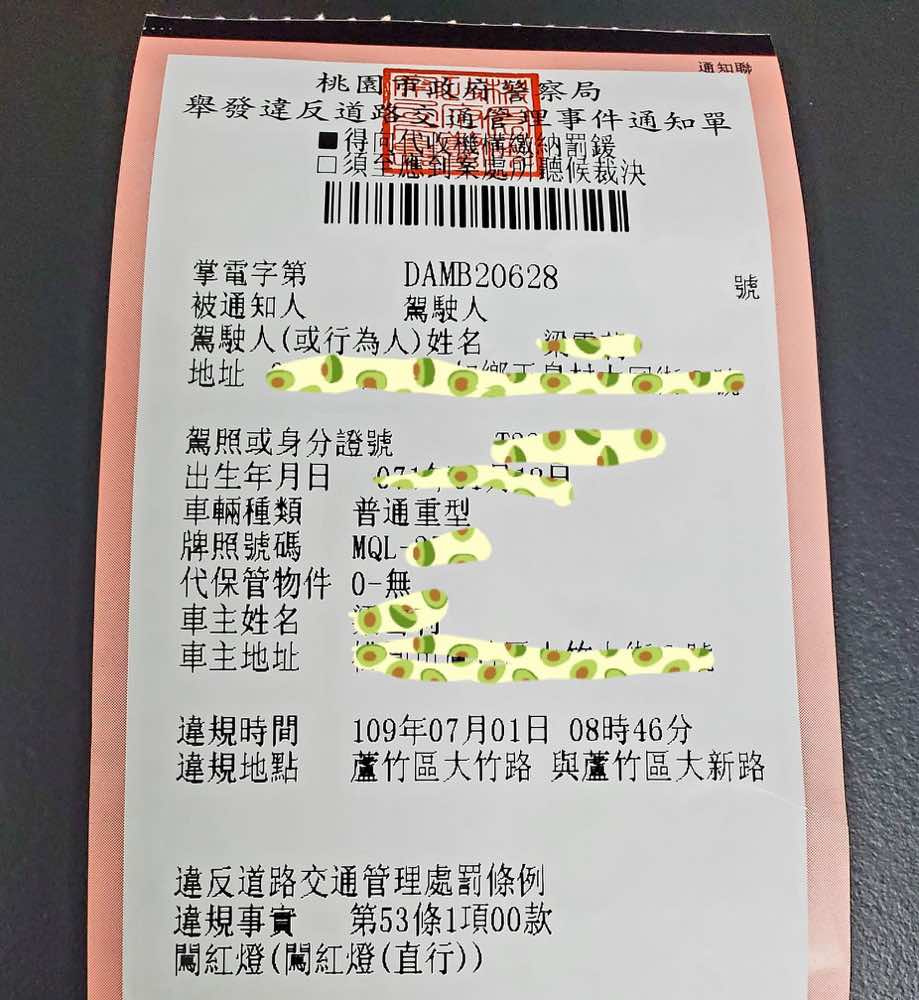 通知聯
桃園市政府警察局
舉發違反道路交通管理事件通知單
■得向代收機構繳納罰鍰
□須至應到案處所聽候裁決
掌電字第 DAMB20628 號
被通知人 駕駛人
駕駛人(或行為人)姓名 梁
地址
駕照或身分證號
出生年月日
車輛種類 普通重型
牌照號碼 MQL-
代保管物件 0-無
車主姓名
車主地址
違規時間 109年07月01日 08時46分
違規地點 蘆竹區大竹路 與蘆竹區大新路
違反道路交通管理處罰條例
違規事實 第53條1項00款
闖紅燈(闖紅燈(直行))